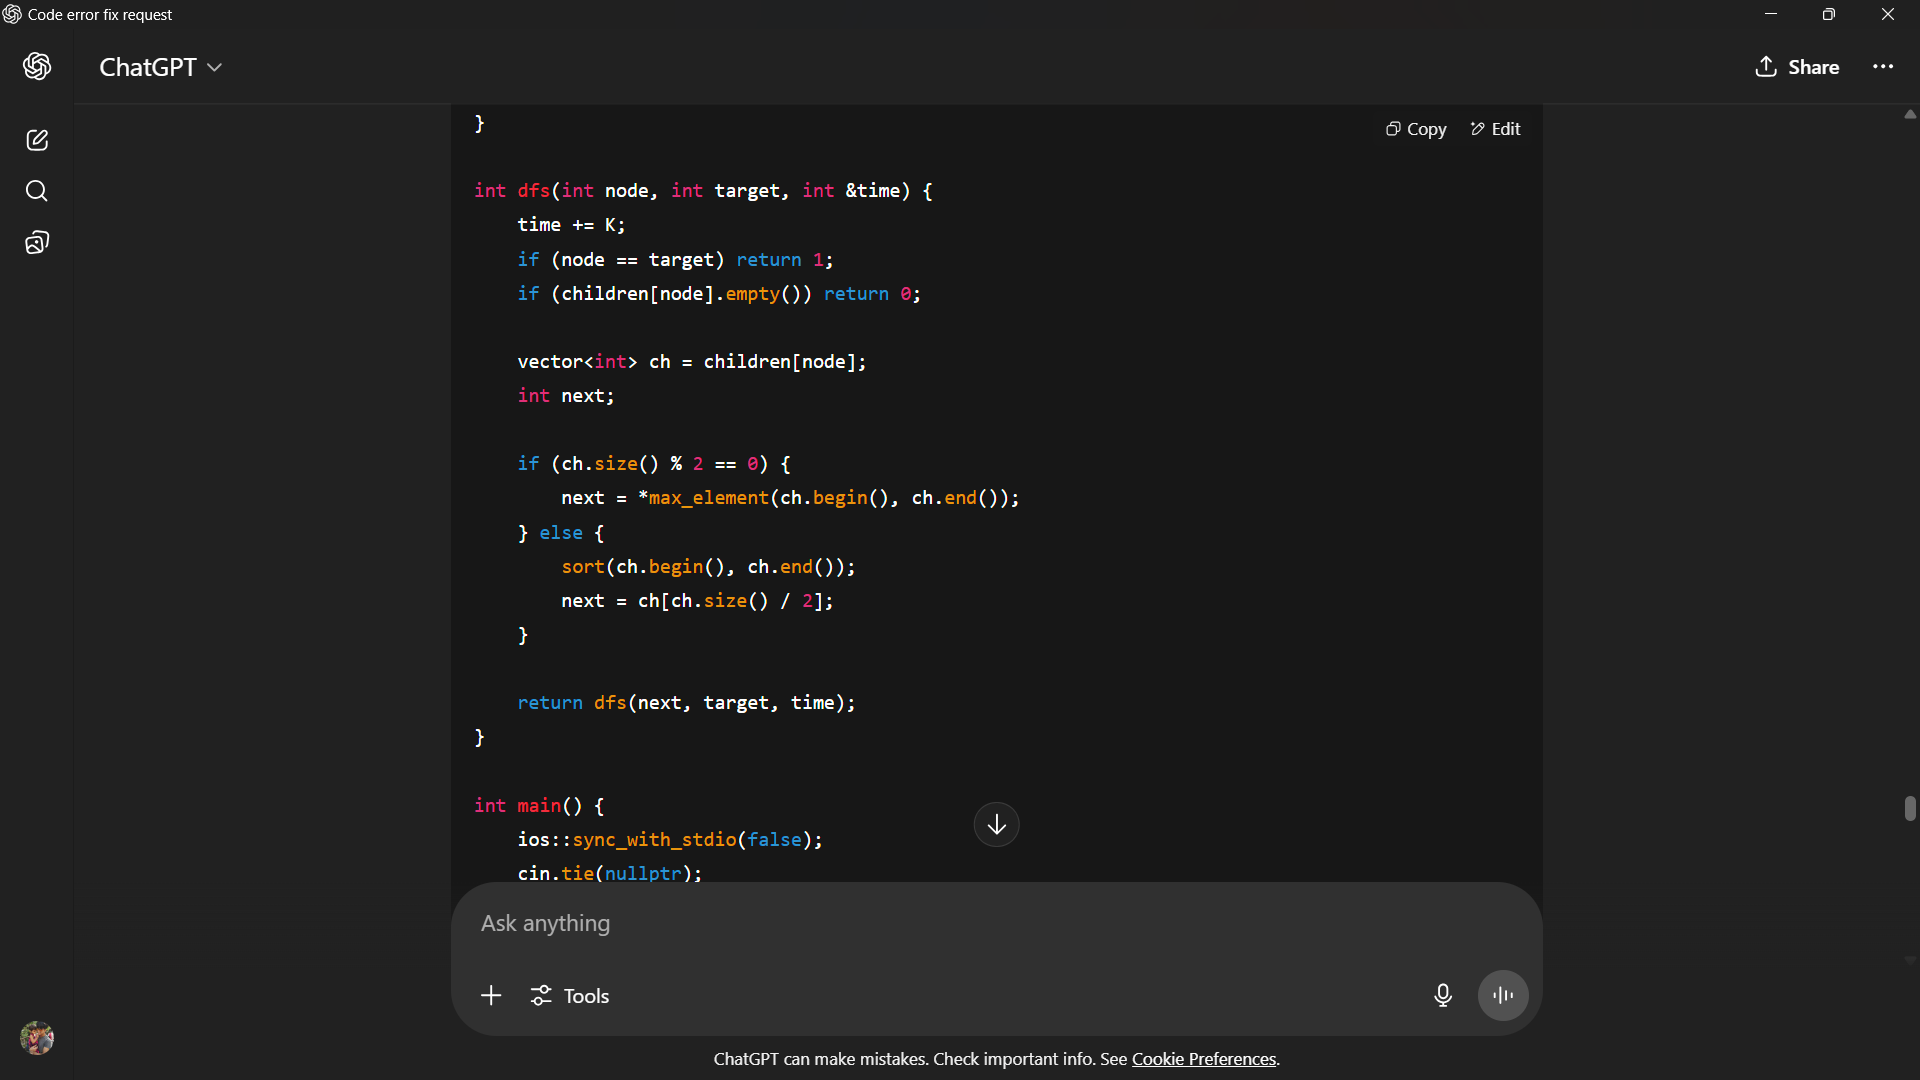 Code error fix request
ChatGPT
Share
}
Copy Edit
int dfs(int node, int target, int &time) {
    time += K;
    if (node == target) return 1;
    if (children[node].empty()) return 0;
    vector<int> ch = children[node];
    int next;
    if (ch.size() % 2 == 0) {
        next = *max_element(ch.begin(), ch.end());
    } else {
        sort(ch.begin(), ch.end());
        next = ch[ch.size() / 2];
    }
    return dfs(next, target, time);
}
int main() {
    ios::sync_with_stdio(false);
    cin.tie(nullptr);
Ask anything
Tools
ChatGPT can make mistakes. Check important info. See Cookie Preferences.